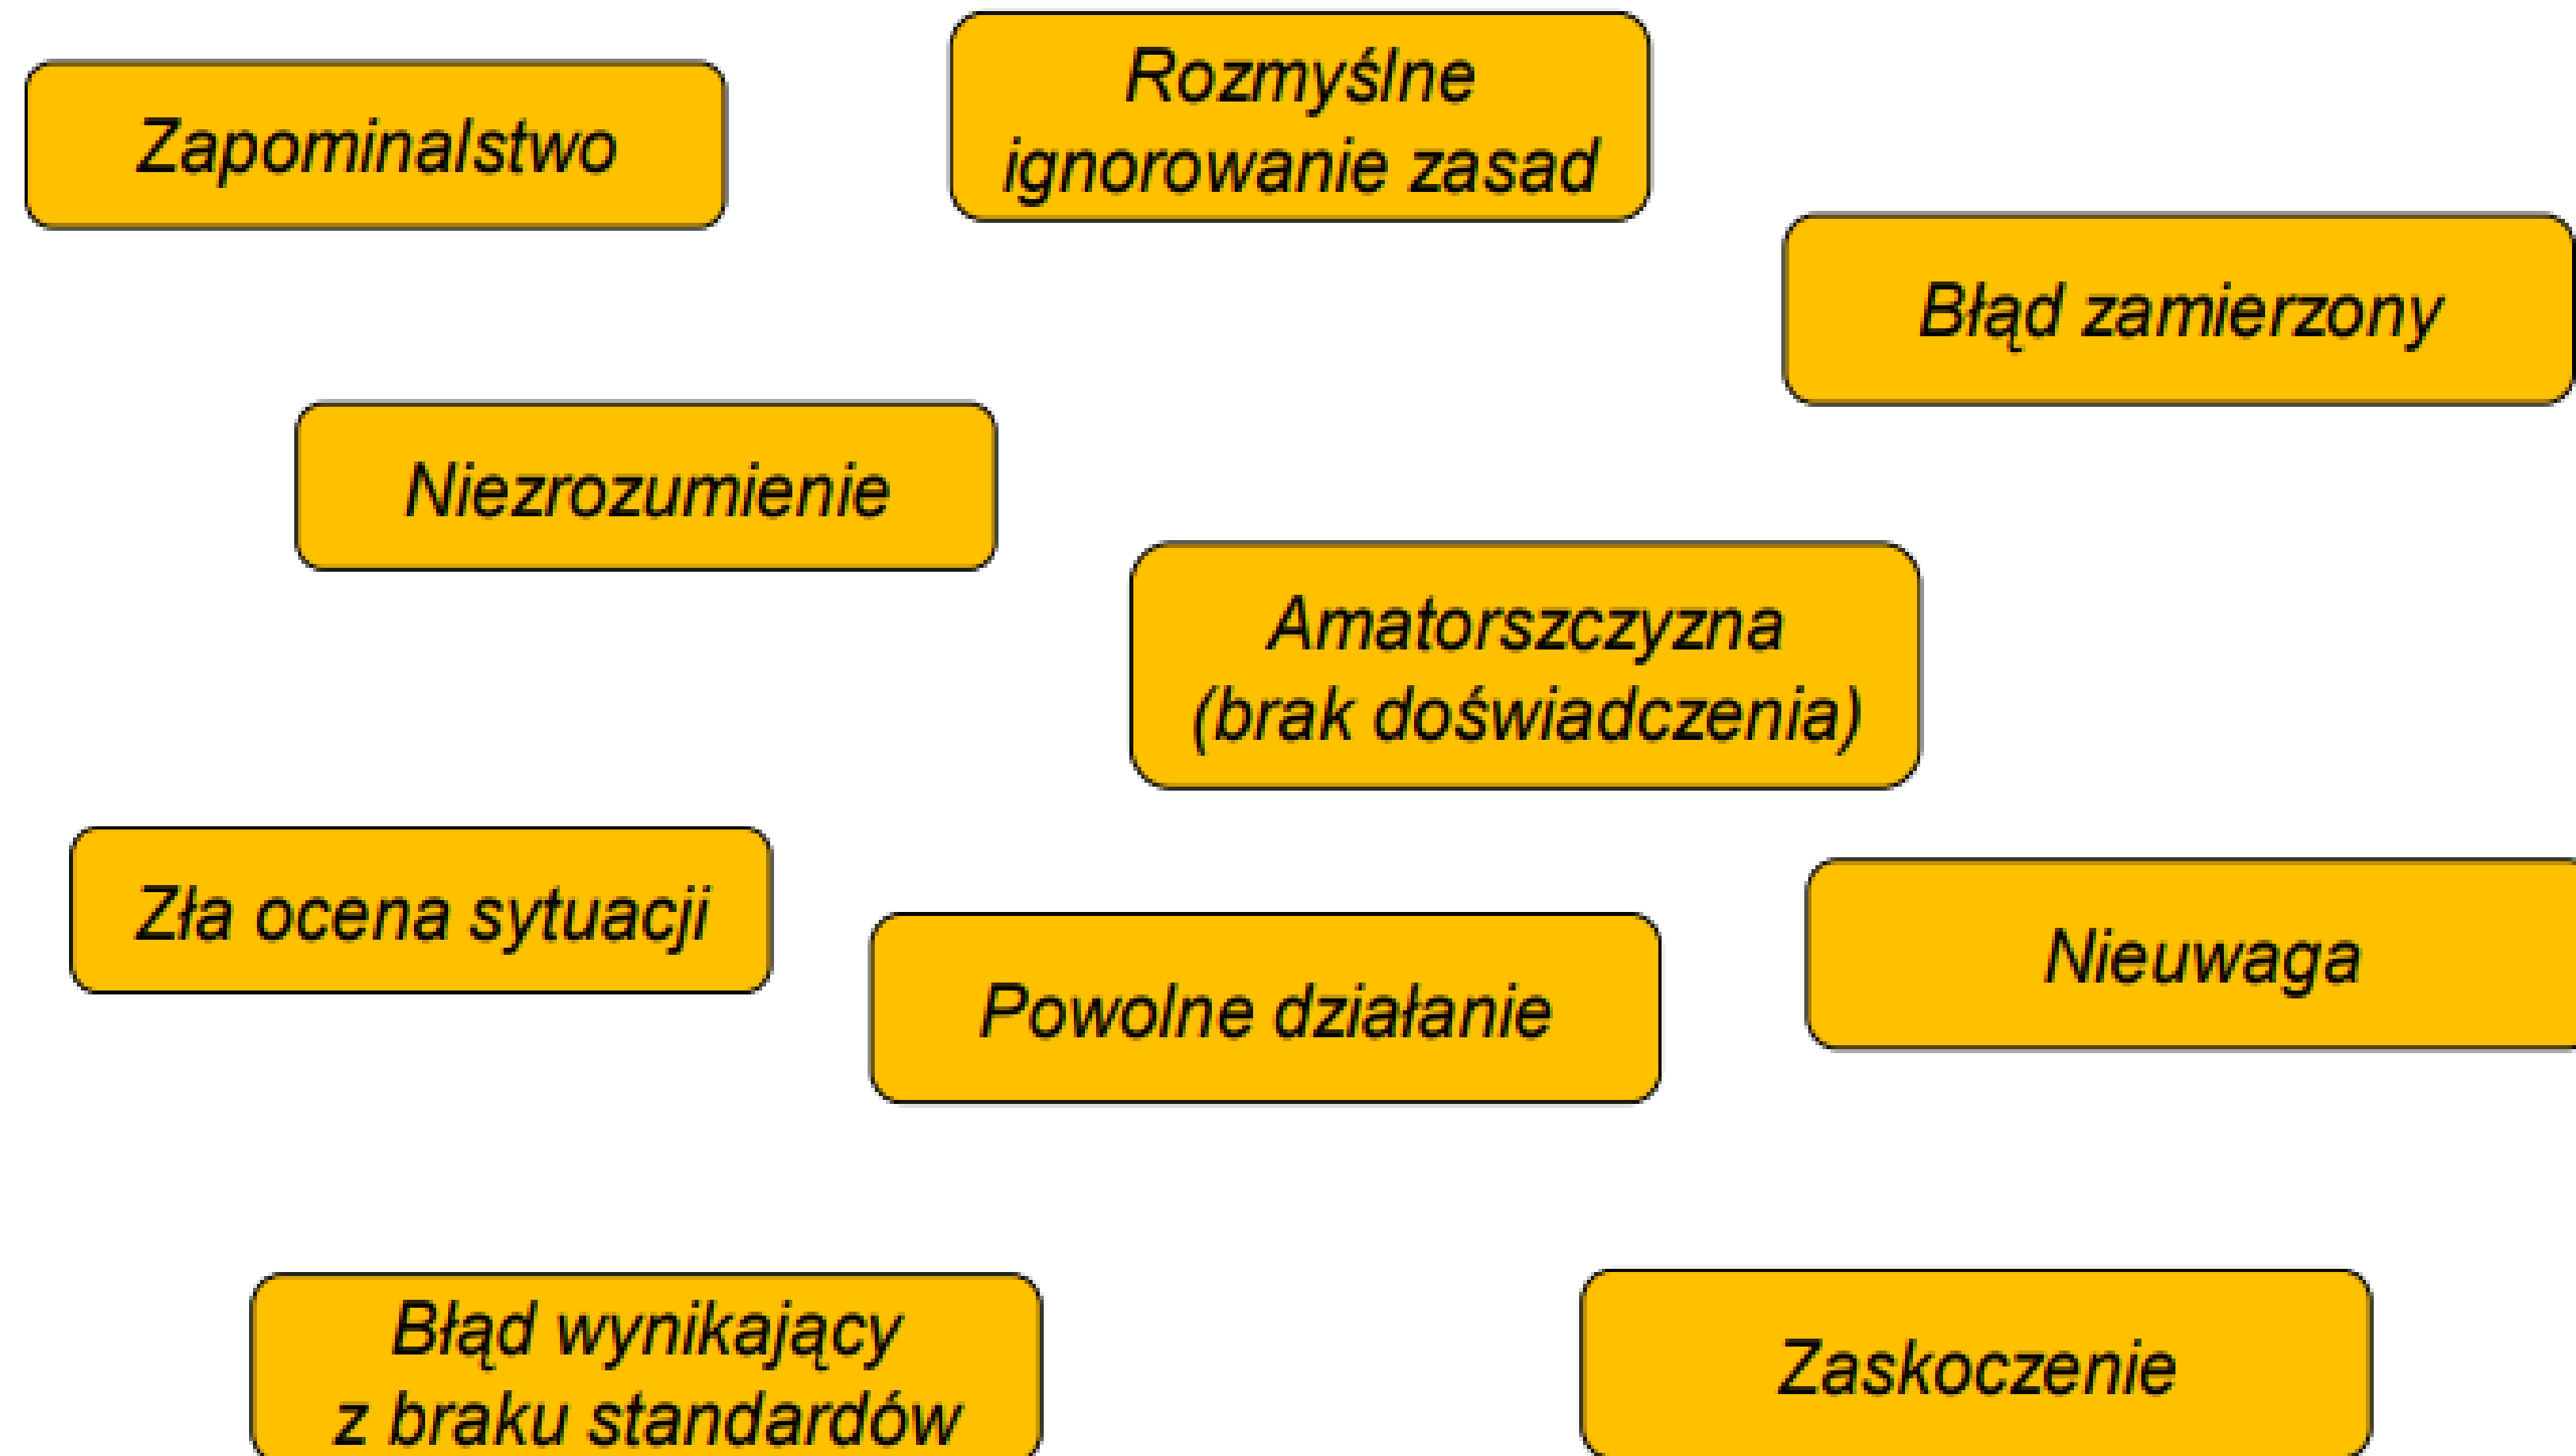 Zapominalstwo
Rozmyślne
ignorowanie zasad
Błąd zamierzony
Niezrozumienie
Amatorszczyzna
(brak doświadczenia)
Zła ocena sytuacji
Powolne działanie
Nieuwaga
Błąd wynikający
z braku standardów
Zaskoczenie